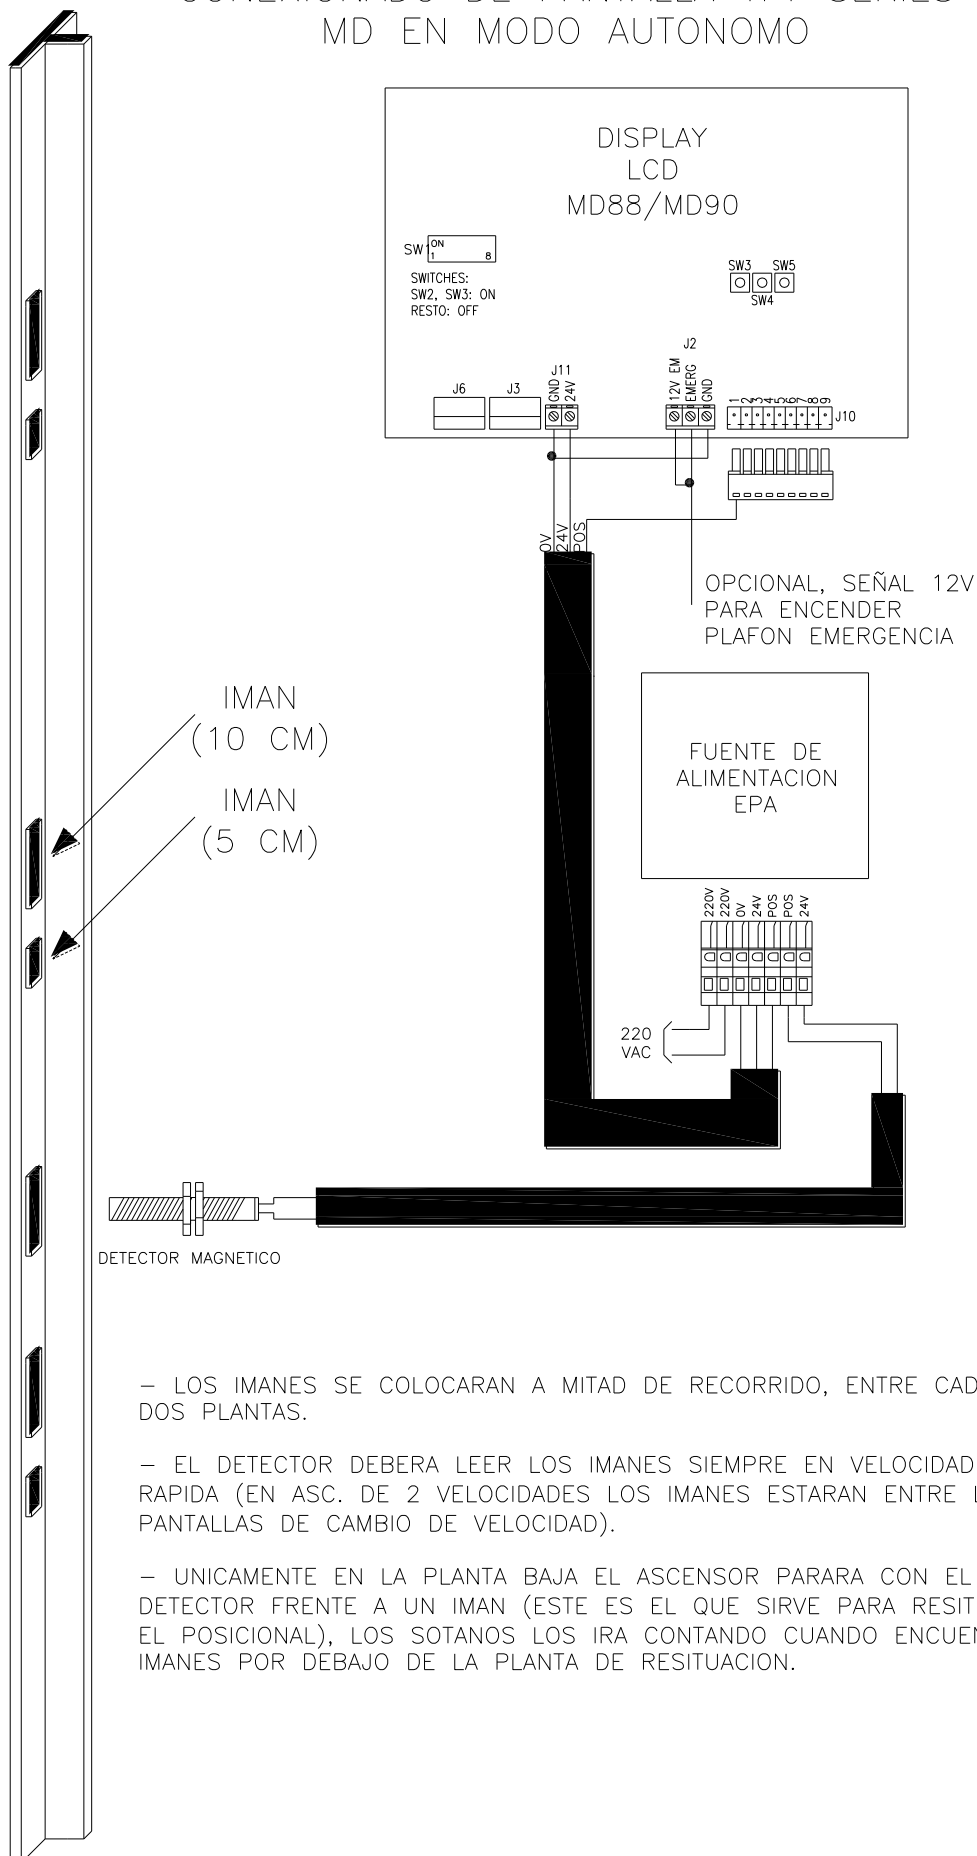 MD EN MODO AUTONOMO
DISPLAY
LCD
MD88/MD90
SW1
ON
1 8
SWITCHES:
SW2, SW3: ON
RESTO: OFF
SW3 SW5
SW4
J6
J3
J11
GND
24V
J2
12V EM
EMERG
GND
1 2 3 4 5 6 7 8 9
J10
0V
24V
POS
OPCIONAL, SEÑAL 12V
PARA ENCENDER
PLAFON EMERGENCIA
IMAN
(10 CM)
IMAN
(5 CM)
FUENTE DE
ALIMENTACION
EPA
220V
220V
0V
24V
POS
POS
24V
220
VAC
DETECTOR MAGNETICO
– LOS IMANES SE COLOCARAN A MITAD DE RECORRIDO, ENTRE CAD
DOS PLANTAS.
– EL DETECTOR DEBERA LEER LOS IMANES SIEMPRE EN VELOCIDAD
RAPIDA (EN ASC. DE 2 VELOCIDADES LOS IMANES ESTARAN ENTRE
PANTALLAS DE CAMBIO DE VELOCIDAD).
– UNICAMENTE EN LA PLANTA BAJA EL ASCENSOR PARARA CON EL
DETECTOR FRENTE A UN IMAN (ESTE ES EL QUE SIRVE PARA RESIT
EL POSICIONAL), LOS SOTANOS LOS IRA CONTANDO CUANDO ENCUEN
IMANES POR DEBAJO DE LA PLANTA DE RESITUACION.